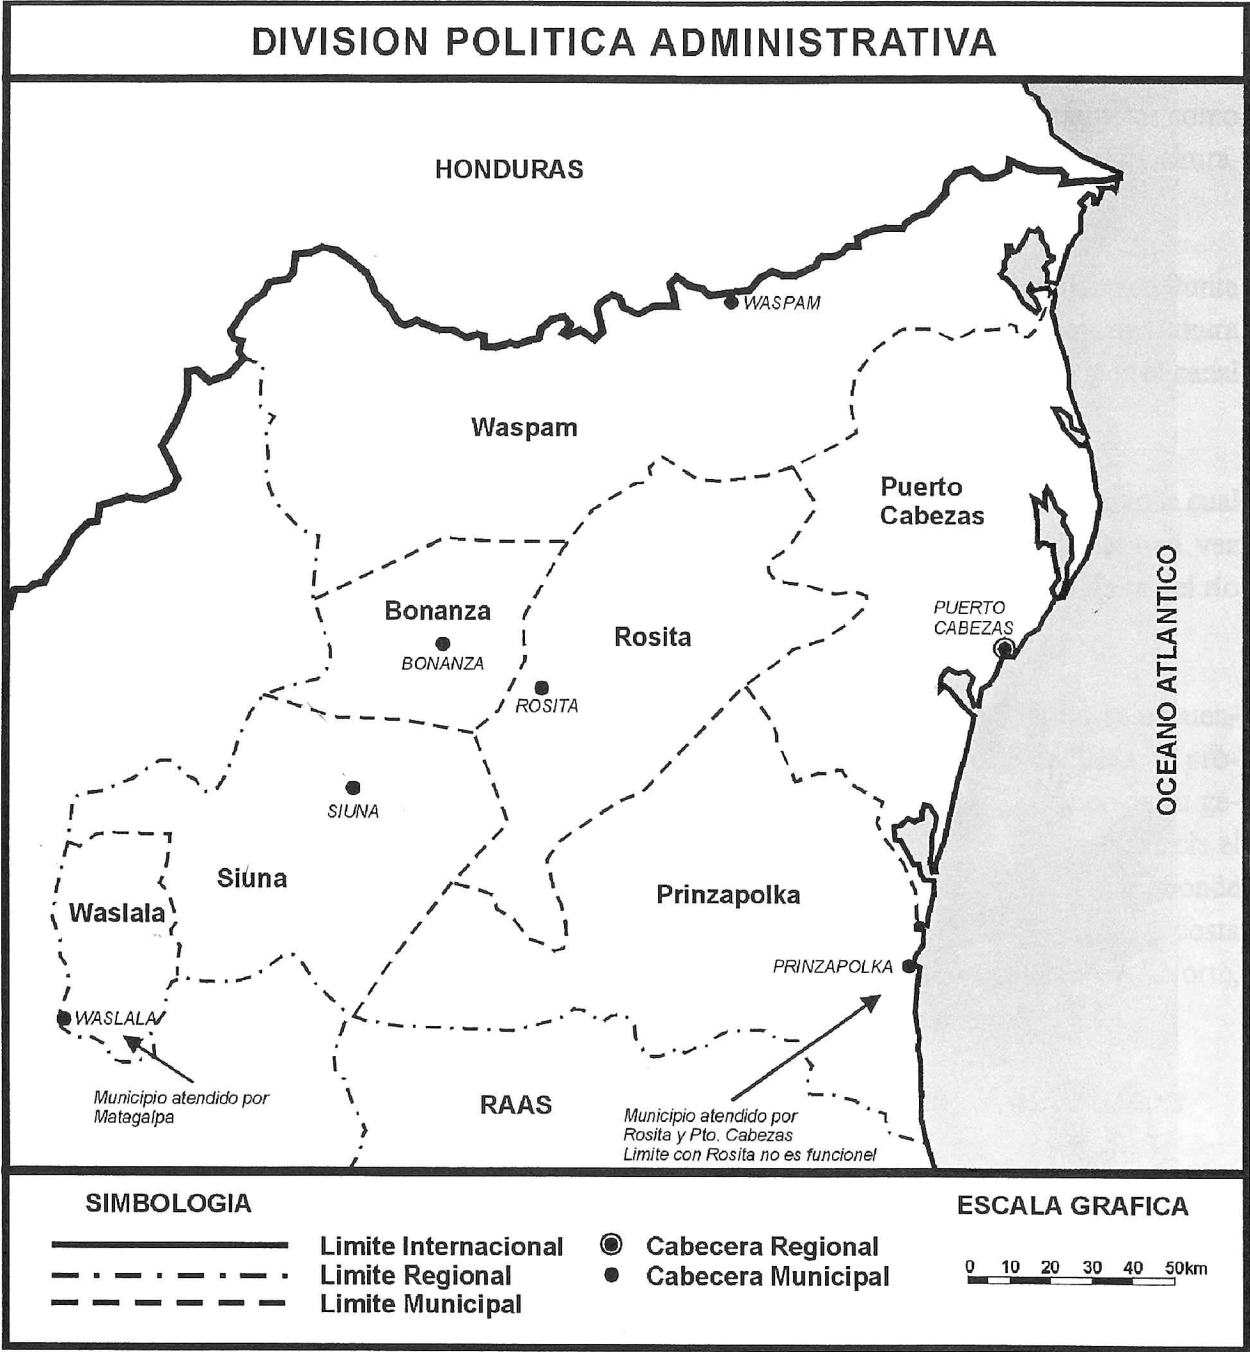 DIVISION POLITICA ADMINISTRATIVA
HONDURAS
WASPAM
Waspam
Puerto
Cabezas
Bonanza
BONANZA
Rosita
ROSITA
PUERTO
CABEZAS
OCEANO ATLANTICO
SIUNA
Siuna
Waslala
Prinzapolka
PRINZAPOLKA
WASLALA
Municipio atendido por
Matagalpa
RAAS
Municipio atendido por
Rosita y Pto. Cabezas
Limite con Rosita no es funcionel
SIMBOLOGIA
Limite Internacional
Limite Regional
Limite Municipal
Cabecera Regional
Cabecera Municipal
ESCALA GRAFICA
0 10 20 30 40 50km